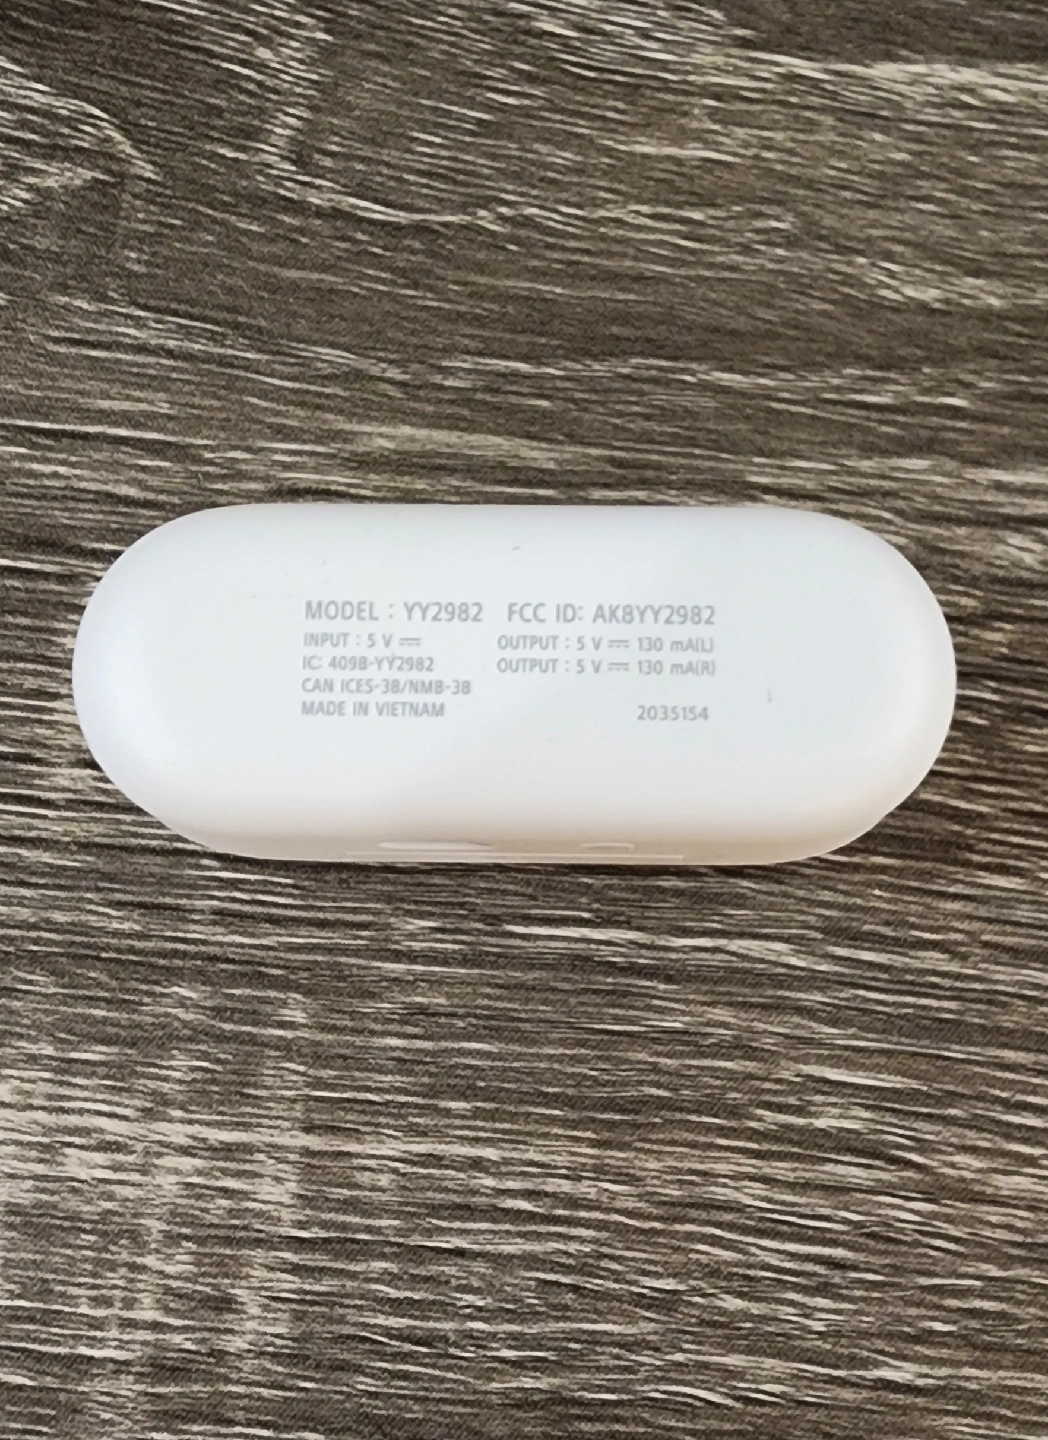 MODEL : YY2982 FCC ID: AK8YY2982
INPUT : 5 V ⎓ OUTPUT : 5 V ⎓ 130 mA(L)
IC: 409B-YY2982 OUTPUT : 5 V ⎓ 130 mA(R)
CAN ICES-3B/NMB-3B
MADE IN VIETNAM 2035154